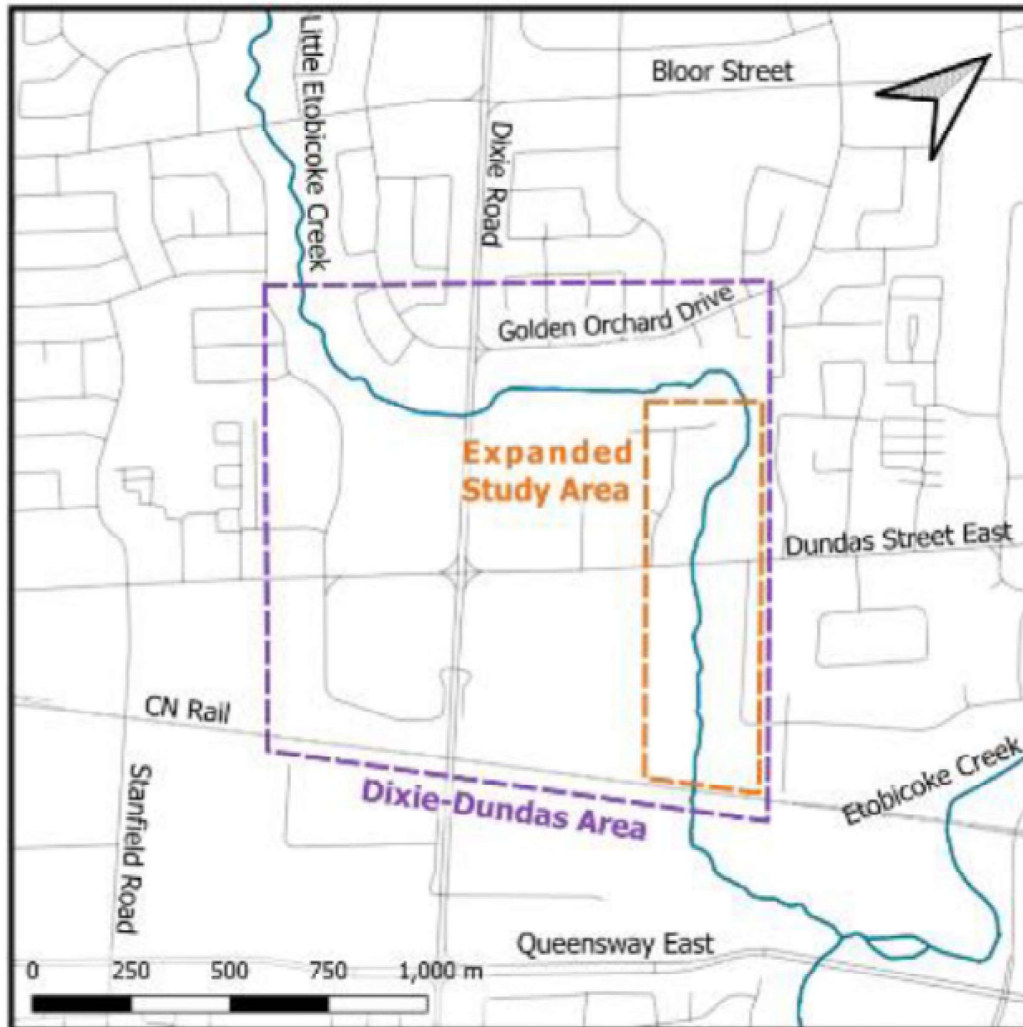 Bloor Street
Little Etobicoke Creek
Dixie Road
Golden Orchard Drive
Expanded
Study Area
Dundas Street East
CN Rail
Etobicoke Creek
Dixie-Dundas Area
Stanfield Road
Queensway East
0 250 500 750 1,000 m